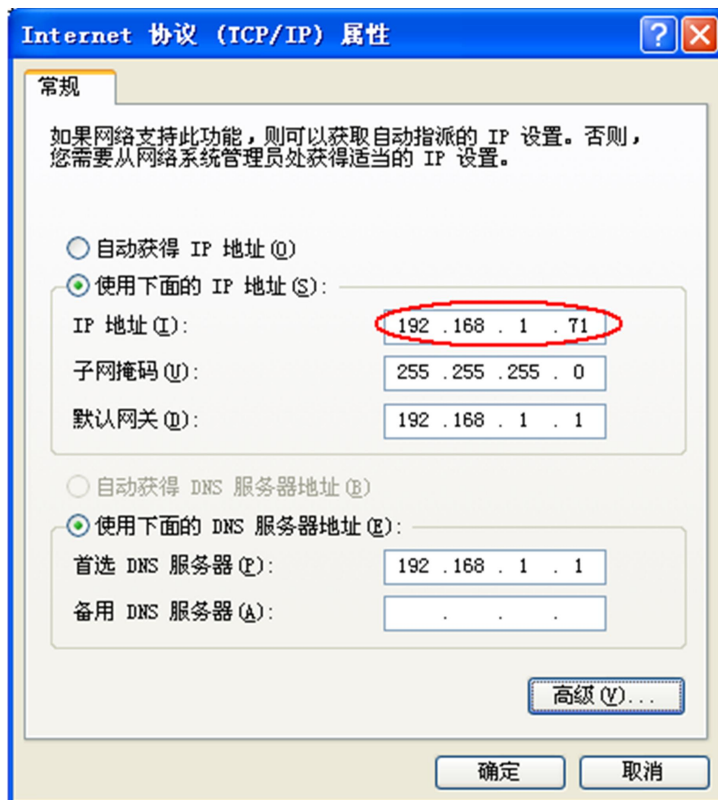 Internet 协议 (TCP/IP) 属性
常规
如果网络支持此功能，则可以获取自动指派的 IP 设置。否则，
您需要从网络系统管理员处获得适当的 IP 设置。
自动获得 IP 地址(O)
使用下面的 IP 地址(S):
IP 地址(I): 192 .168 . 1 . 71
子网掩码(U): 255 .255 .255 . 0
默认网关(D): 192 .168 . 1 . 1
自动获得 DNS 服务器地址(B)
使用下面的 DNS 服务器地址(E):
首选 DNS 服务器(P): 192 .168 . 1 . 1
备用 DNS 服务器(A): . . .
高级(V)...
确定 取消